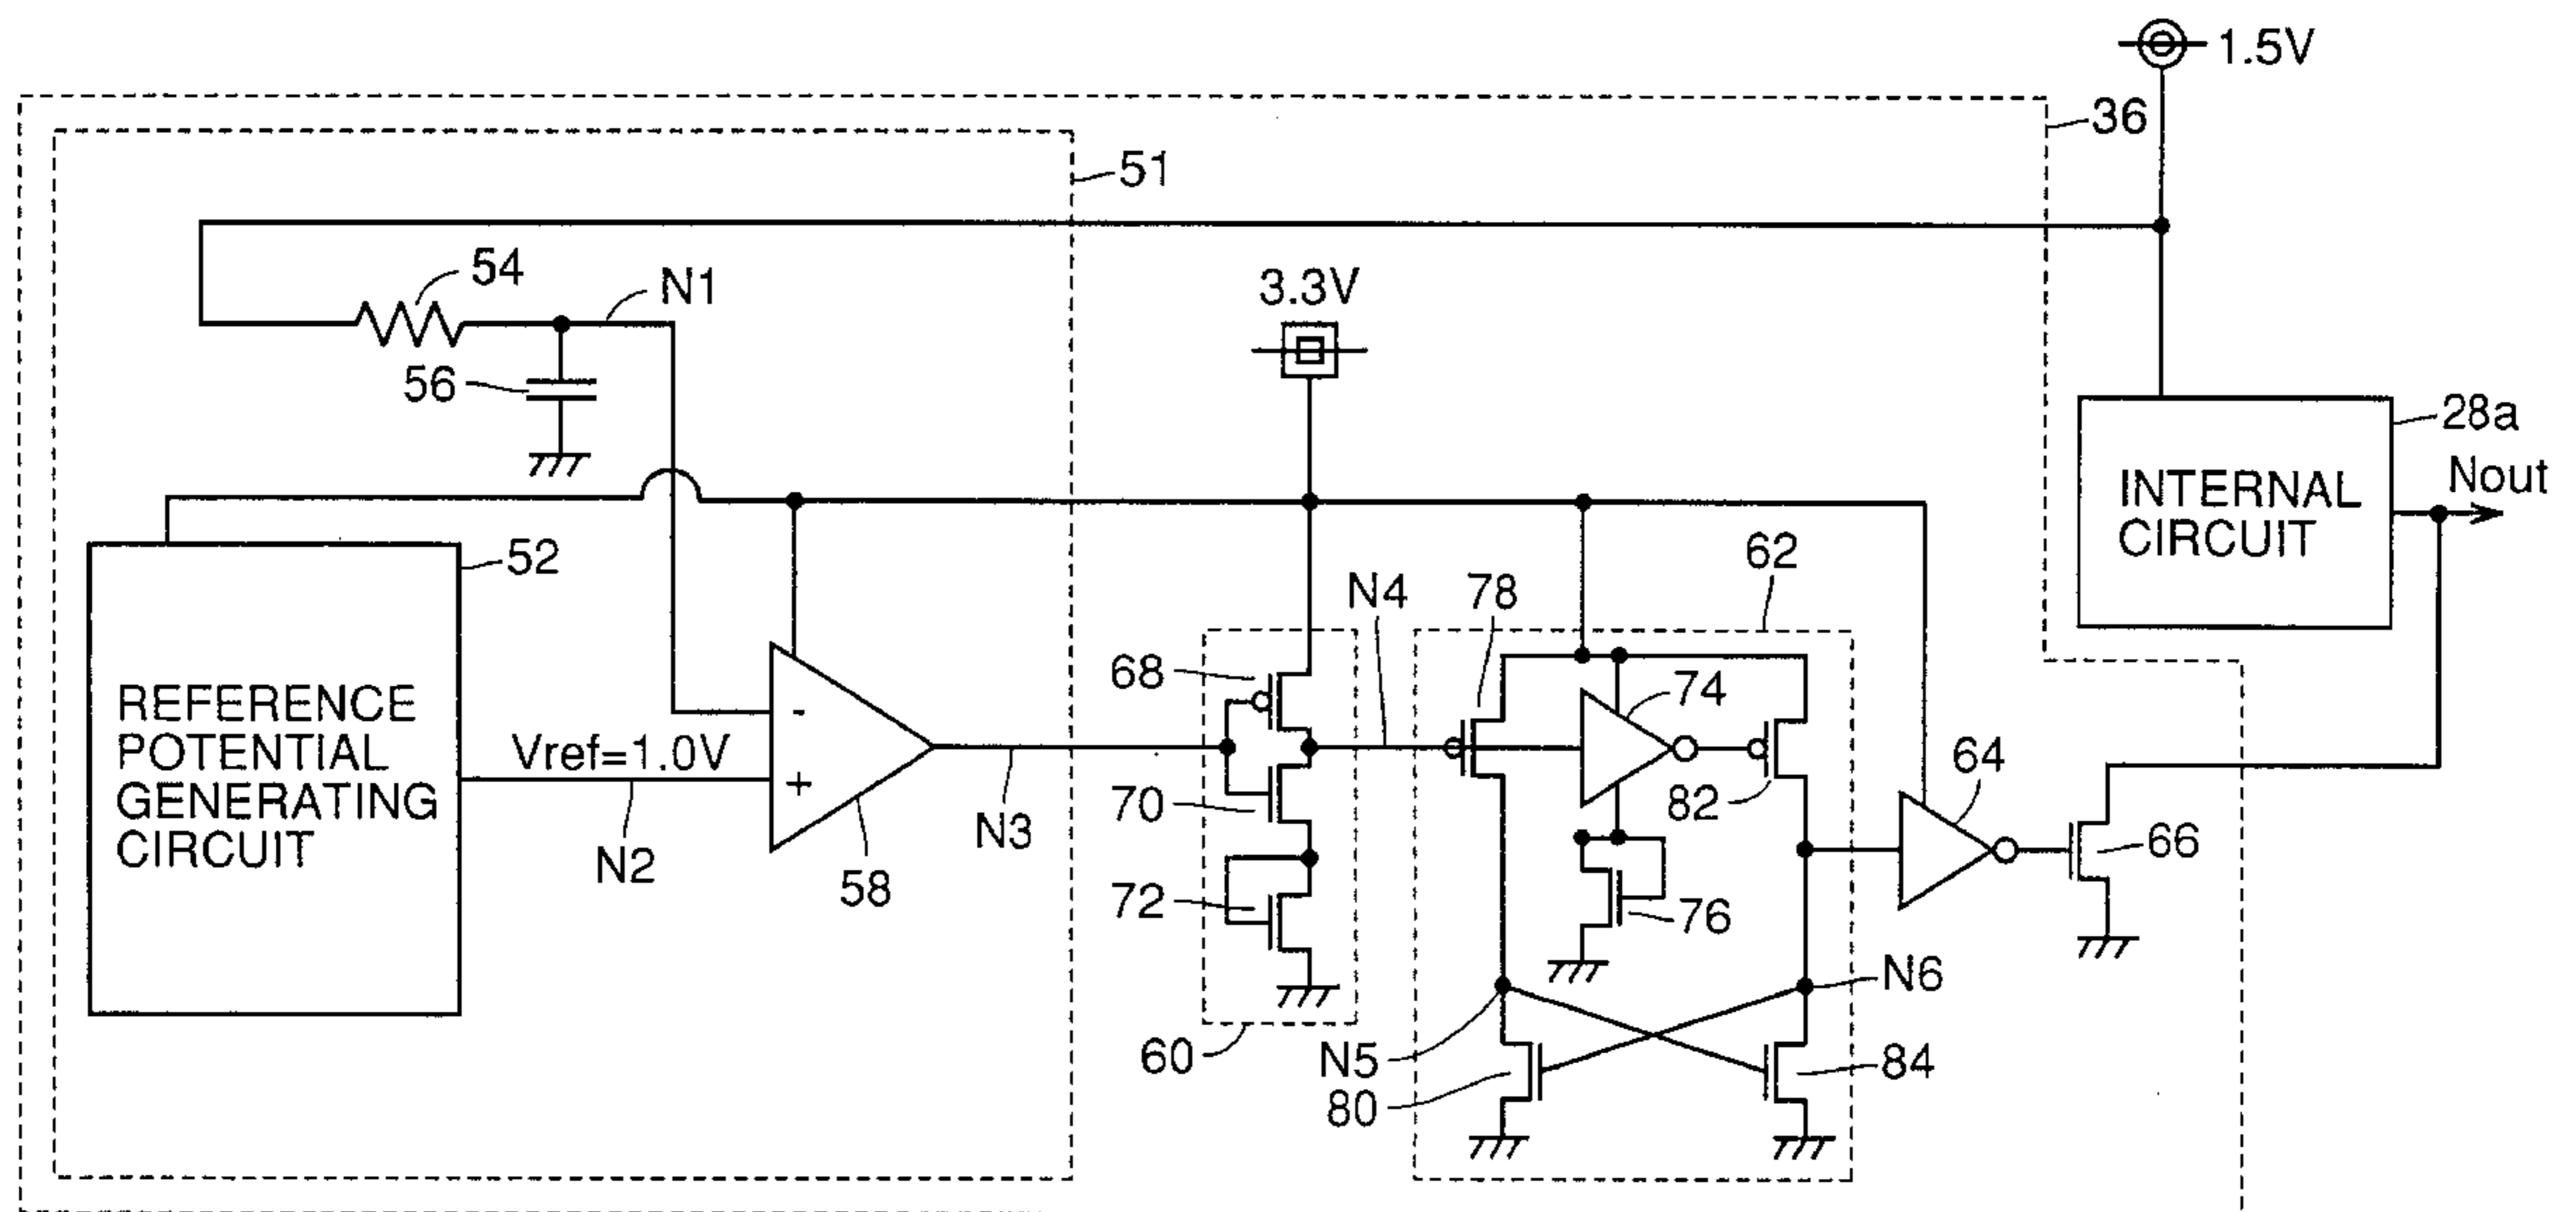 1.5V
36
51
54
N1
3.3V
56
28a
INTERNAL
CIRCUIT
Nout
52
62
N4
78
68
74
REFERENCE
POTENTIAL
GENERATING
CIRCUIT
Vref=1.0V
-
+
N2
58
N3
70
82
64
66
72
76
N6
60
N5
80
84